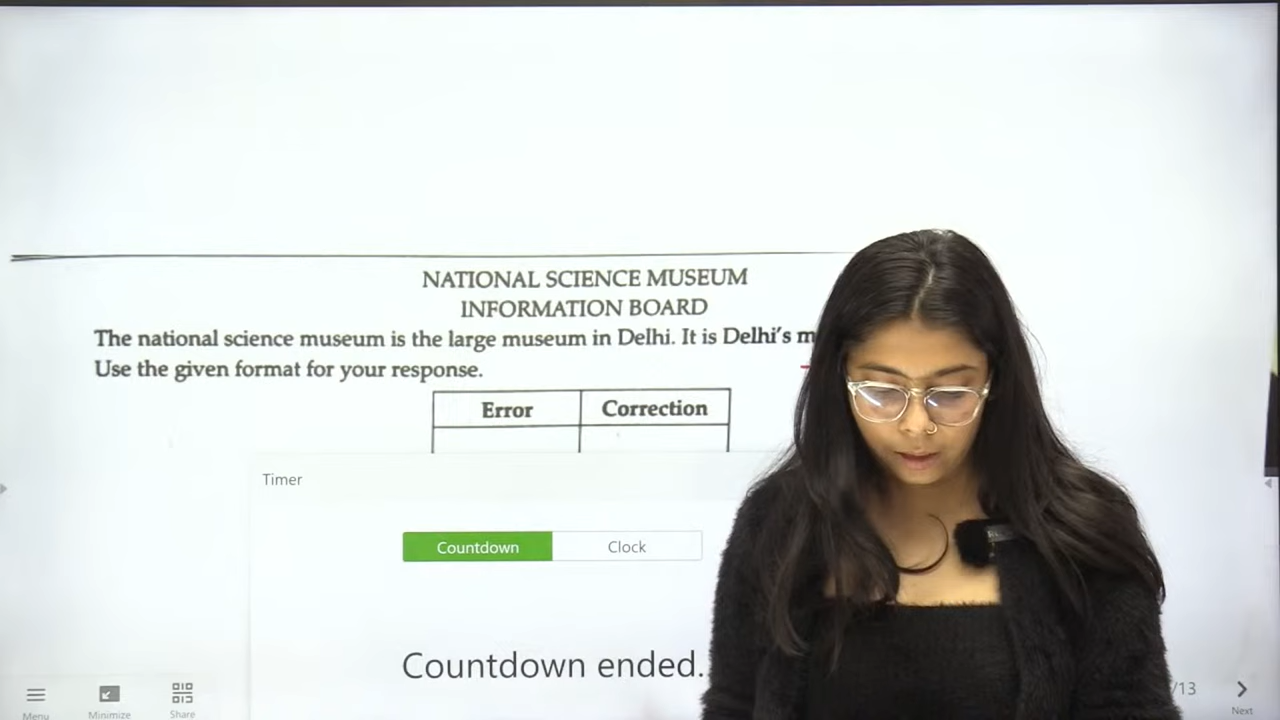 NATIONAL SCIENCE MUSEUM
INFORMATION BOARD
The national science museum is the large museum in Delhi. It is Delhi's
Use the given format for your response.
Error Correction
Timer
Countdown Clock
Countdown ended.
/13
Menu Minimize Share Next